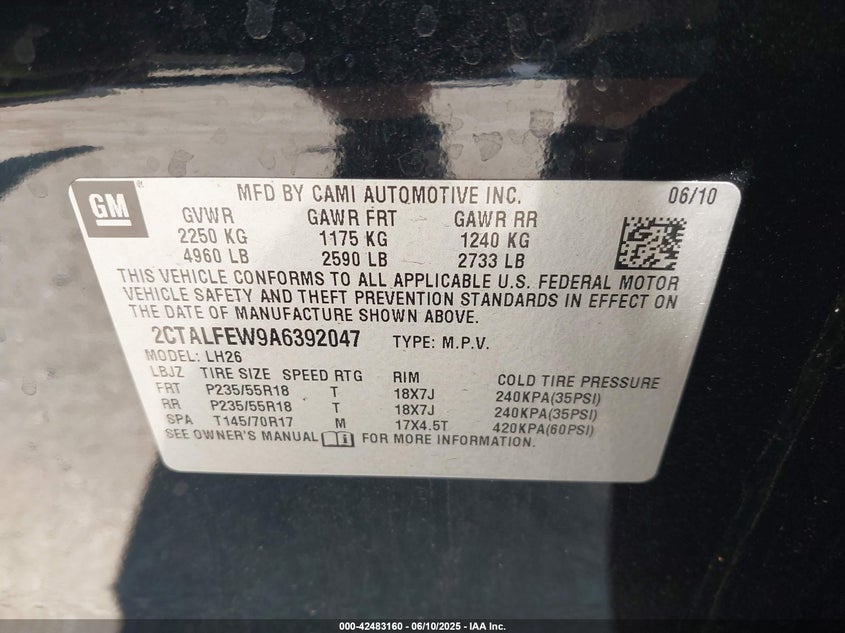 GM
MFD BY CAMI AUTOMOTIVE INC. 06/10
GVWR GAWR FRT GAWR RR
2250 KG 1175 KG 1240 KG
4960 LB 2590 LB 2733 LB
THIS VEHICLE CONFORMS TO ALL APPLICABLE U.S. FEDERAL MOTOR
VEHICLE SAFETY AND THEFT PREVENTION STANDARDS IN EFFECT ON
THE DATE OF MANUFACTURE SHOWN ABOVE.
2CTALFEW9A6392047 TYPE: M.P.V.
MODEL: LH26
LBJZ TIRE SIZE SPEED RTG RIM COLD TIRE PRESSURE
FRT P235/55R18 T 18X7J 240KPA(35PSI)
RR P235/55R18 T 18X7J 240KPA(35PSI)
SPA T145/70R17 M 17X4.5T 420KPA(60PSI)
SEE OWNER'S MANUAL FOR MORE INFORMATION.
000-42483160 - 06/10/2025 - IAA Inc.